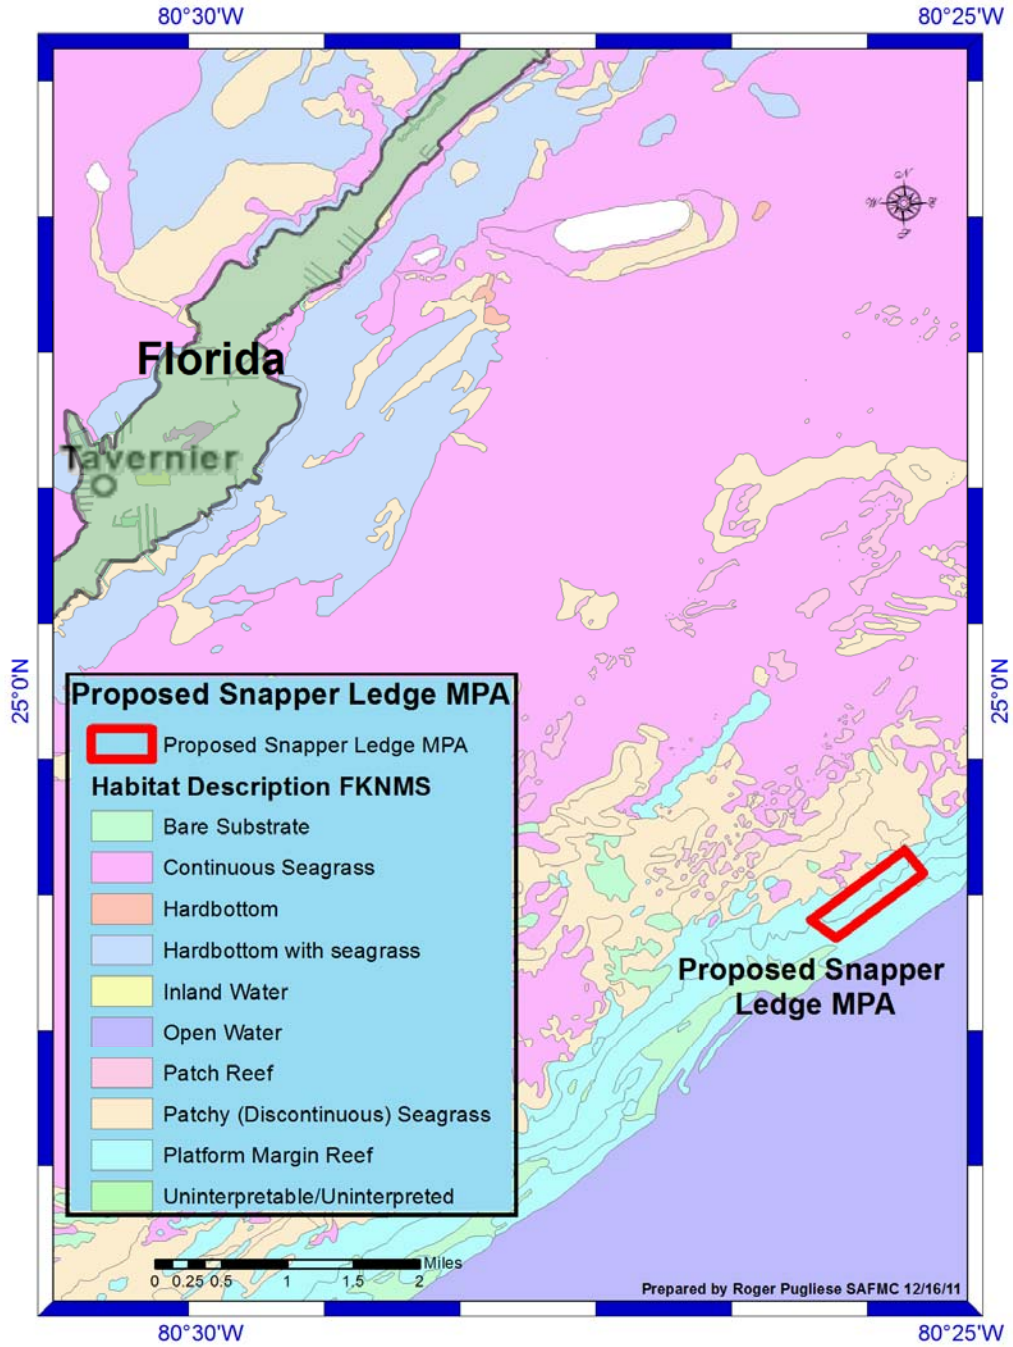 80°30'W 80°25'W
N
W E
S
Florida
Tavernier
25°0'N 25°0'N
Proposed Snapper Ledge MPA
Proposed Snapper Ledge MPA
Habitat Description FKNMS
Bare Substrate
Continuous Seagrass
Hardbottom
Hardbottom with seagrass
Inland Water
Open Water
Patch Reef
Patchy (Discontinuous) Seagrass
Platform Margin Reef
Uninterpretable/Uninterpreted
Proposed Snapper
Ledge MPA
Miles
0 0.25 0.5 1 1.5 2
Prepared by Roger Pugliese SAFMC 12/16/11
80°30'W 80°25'W